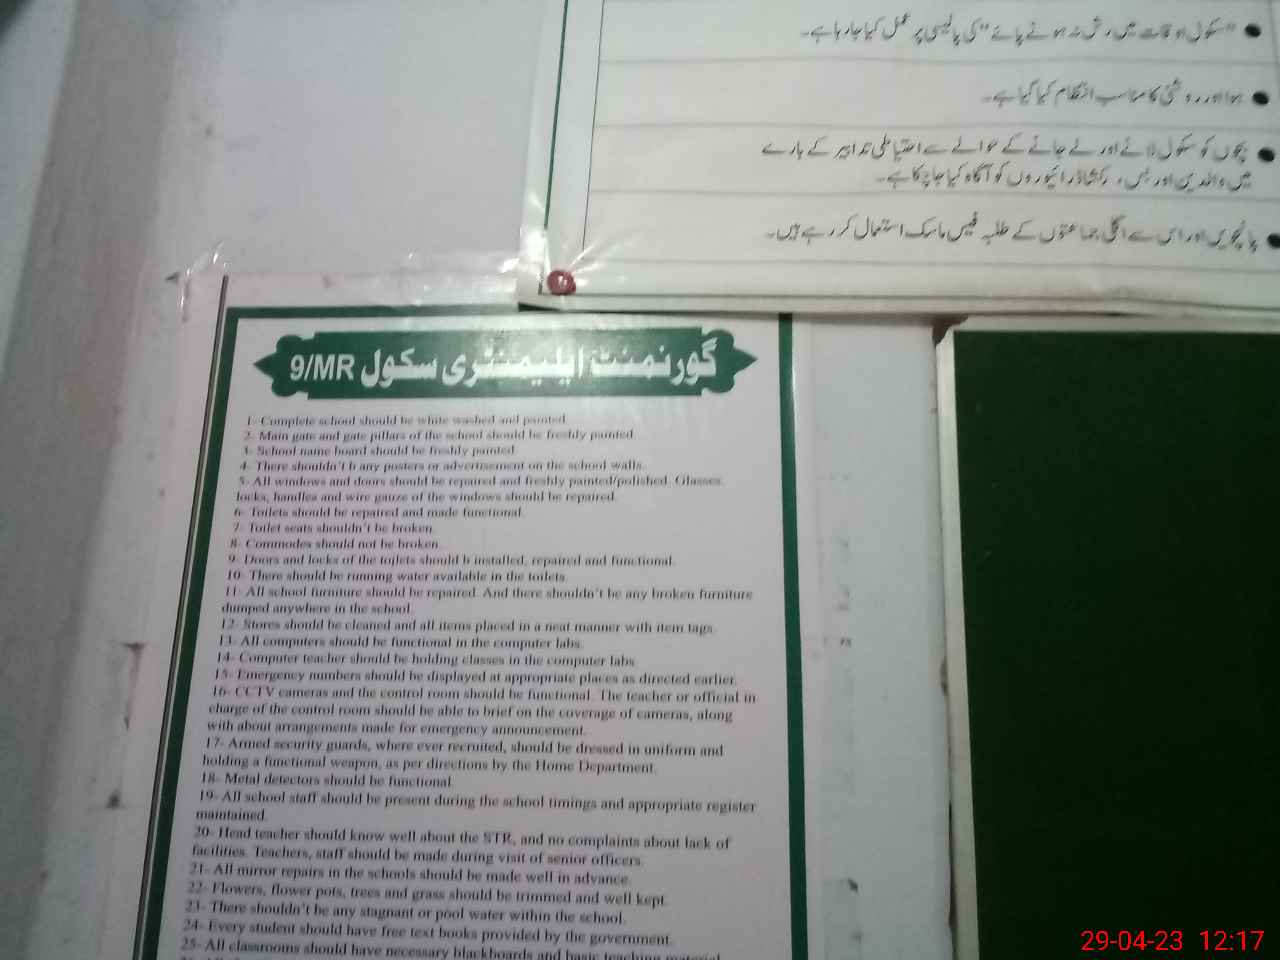 "سکول اوقات میں رش نہ ہونے پائے" کی پالیسی پر عمل کیا جا رہا ہے۔
ہوا اور روشنی کا مناسب انتظام کیا گیا ہے۔
بچوں کو سکول لانے اور لے جانے کے حوالے سے احتیاطی تدابیر کے بارے
میں والدین اور بس، رکشا ڈرائیوروں کو آگاہ کیا جا چکا ہے۔
پانچویں اور اس سے اگلی جماعتوں کے طلبہ فیس ماسک استعمال کر رہے ہیں۔
گورنمنٹ ایلیمنٹری سکول 9/MR
1- Complete school should be white washed and painted.
2- Main gate and gate pillars of the school should be freshly painted.
3- School name board should be freshly painted.
4- There shouldn't b any posters or advertisement on the school walls.
5- All windows and doors should be repaired and freshly painted/polished. Glasses.
locks, handles and wire gauze of the windows should be repaired.
6- Toilets should be repaired and made functional.
7- Toilet seats shouldn't be broken.
8- Commodes should not be broken.
9- Doors and locks of the toilets should b installed, repaired and functional.
10- There should be running water available in the toilets.
11- All school furniture should be repaired. And there shouldn't be any broken furniture
dumped anywhere in the school.
12- Stores should be cleaned and all items placed in a neat manner with item tags.
13- All computers should be functional in the computer labs.
14- Computer teacher should be holding classes in the computer labs.
15- Emergency numbers should be displayed at appropriate places as directed earlier.
16- CCTV cameras and the control room should be functional. The teacher or official in
charge of the control room should be able to brief on the coverage of cameras, along
with about arrangements made for emergency announcement.
17- Armed security guards, where ever recruited, should be dressed in uniform and
holding a functional weapon, as per directions by the Home Department.
18- Metal detectors should be functional.
19- All school staff should be present during the school timings and appropriate register
maintained.
20- Head teacher should know well about the STR, and no complaints about lack of
facilities. Teachers, staff should be made during visit of senior officers.
21- All mirror repairs in the schools should be made well in advance.
22- Flowers, flower pots, trees and grass should be trimmed and well kept.
23- There shouldn't be any stagnant or pool water within the school.
24- Every student should have free text books provided by the government.
25- All classrooms should have necessary blackboards and basic teaching material
29-04-23 12:17